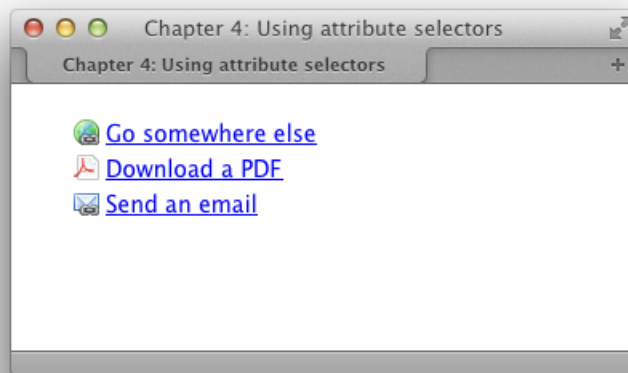 Chapter 4: Using attribute selectors
Chapter 4: Using attribute selectors
Go somewhere else
Download a PDF
Send an email